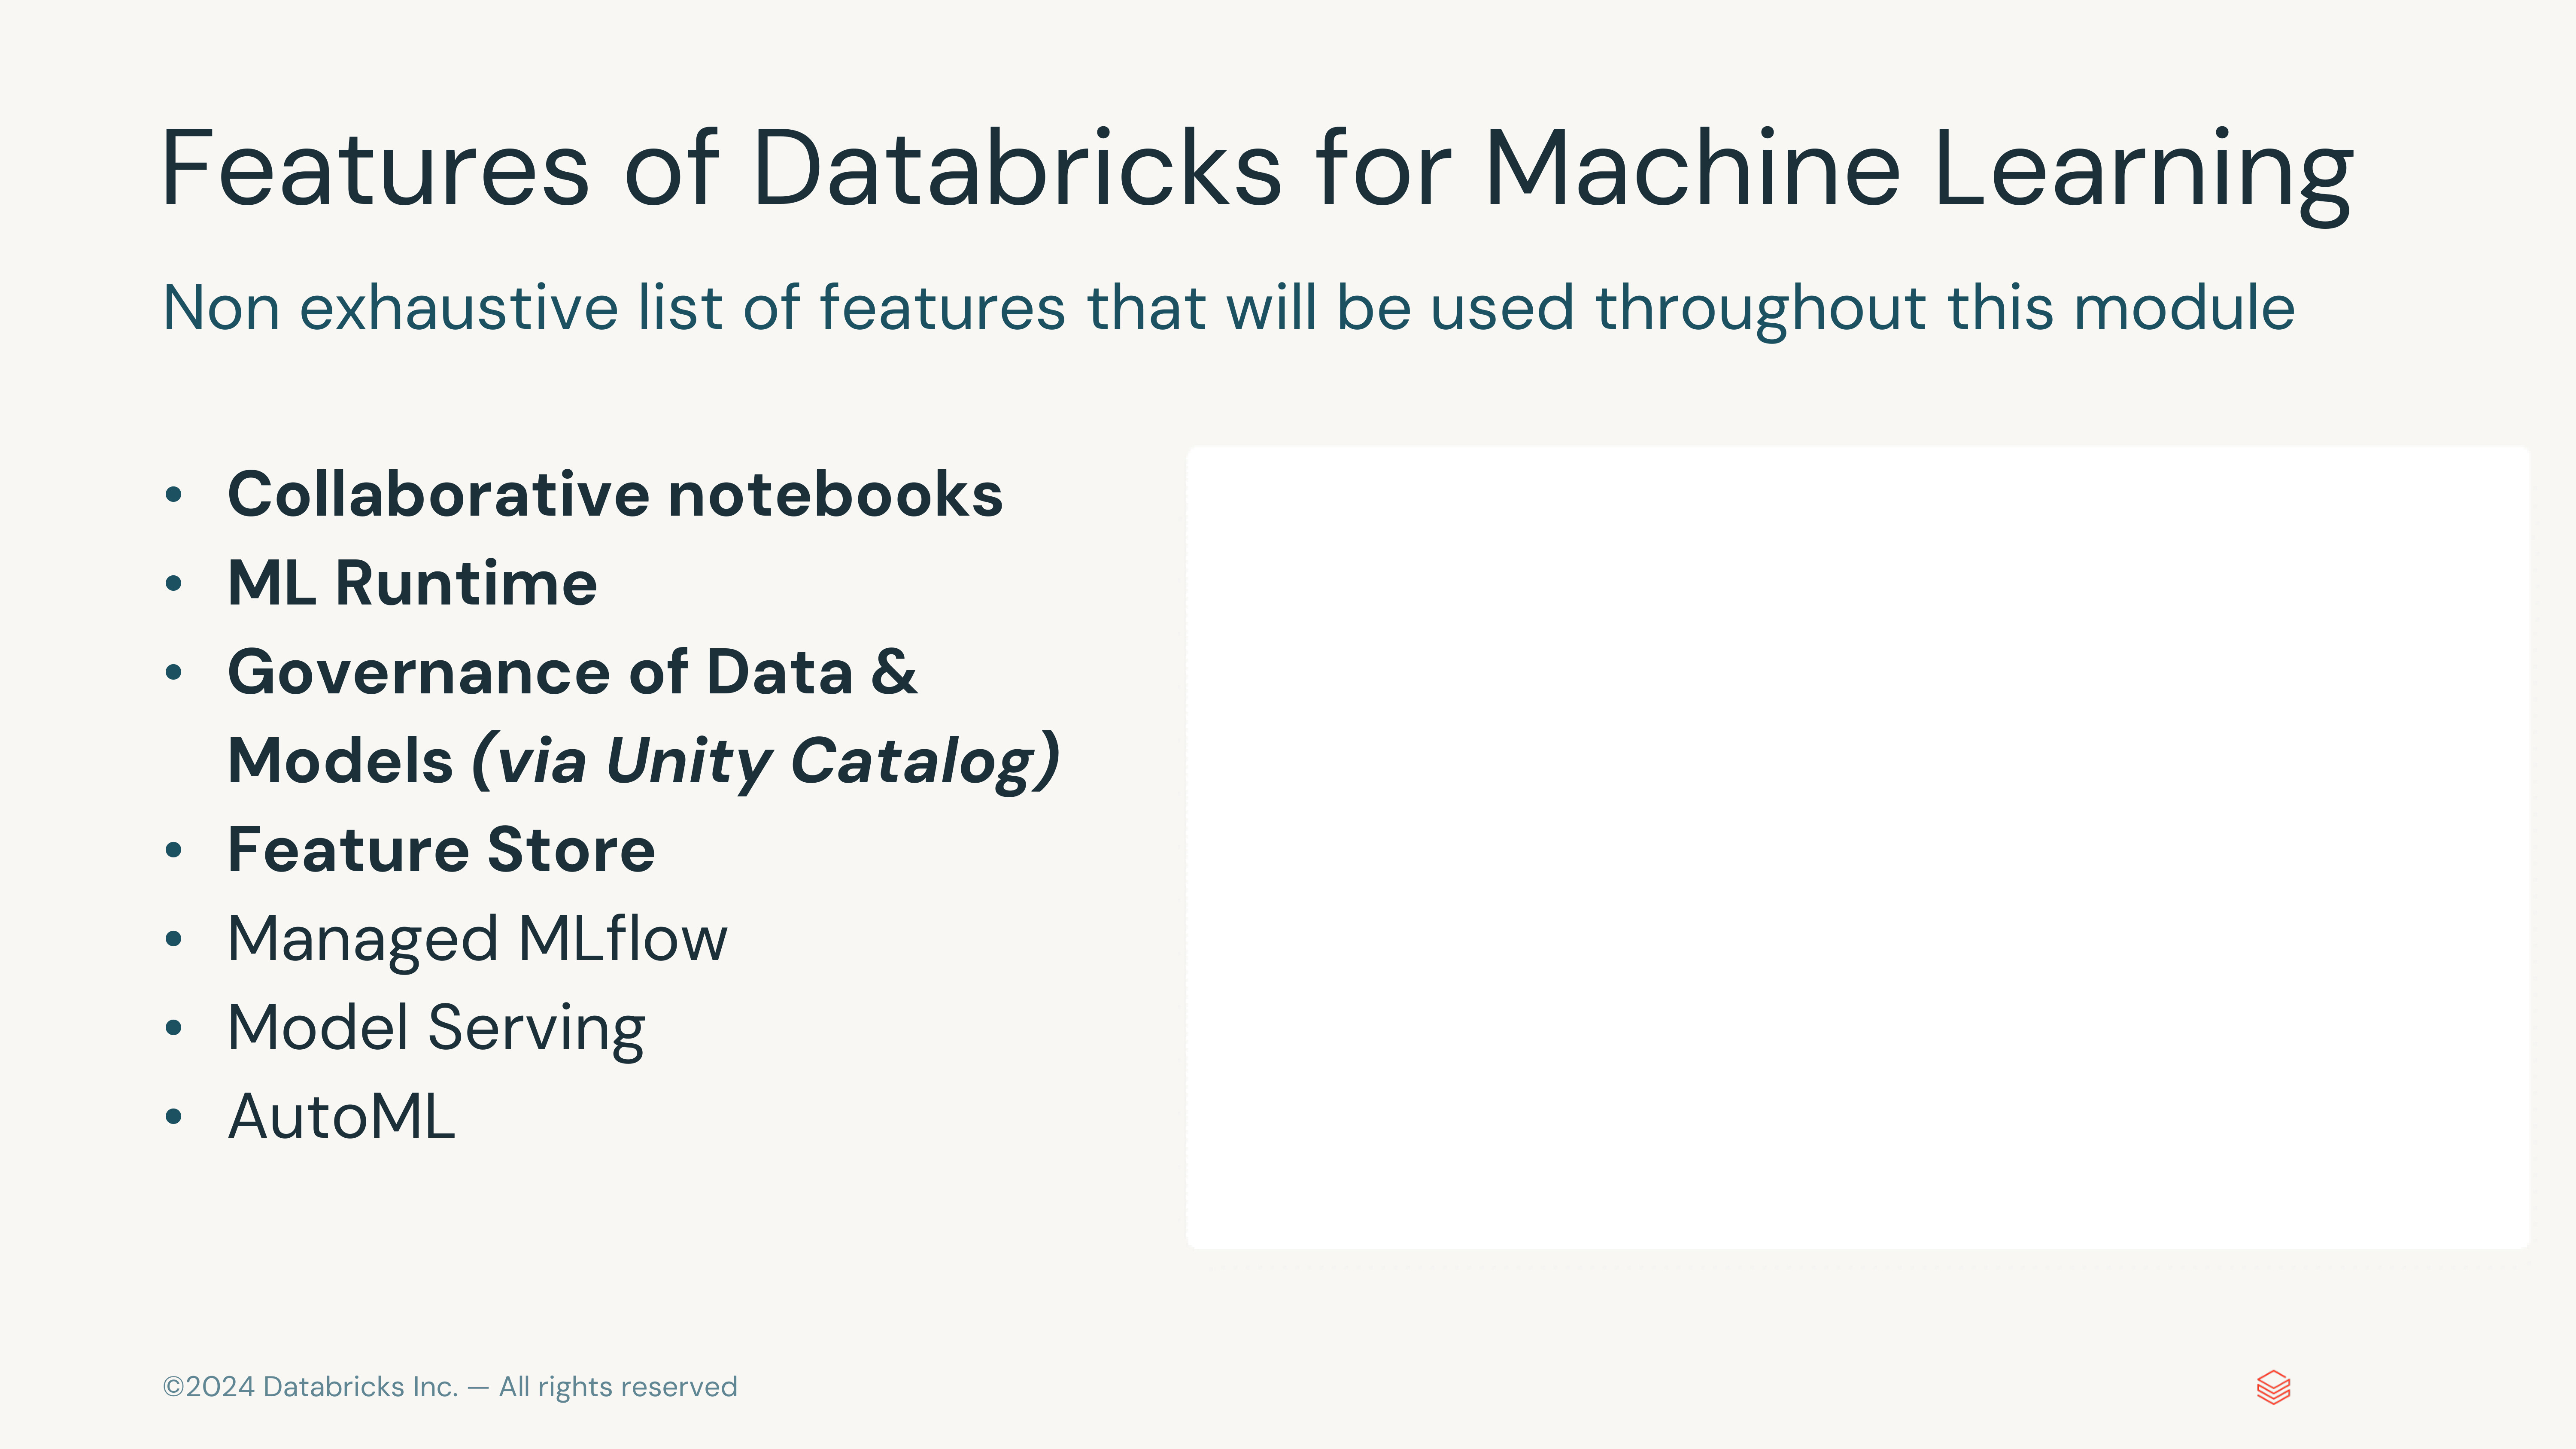 Features of Databricks for Machine Learning
Non exhaustive list of features that will be used throughout this module
• Collaborative notebooks
• ML Runtime
• Governance of Data &
Models (via Unity Catalog)
• Feature Store
• Managed MLflow
• Model Serving
• AutoML
©2024 Databricks Inc. — All rights reserved